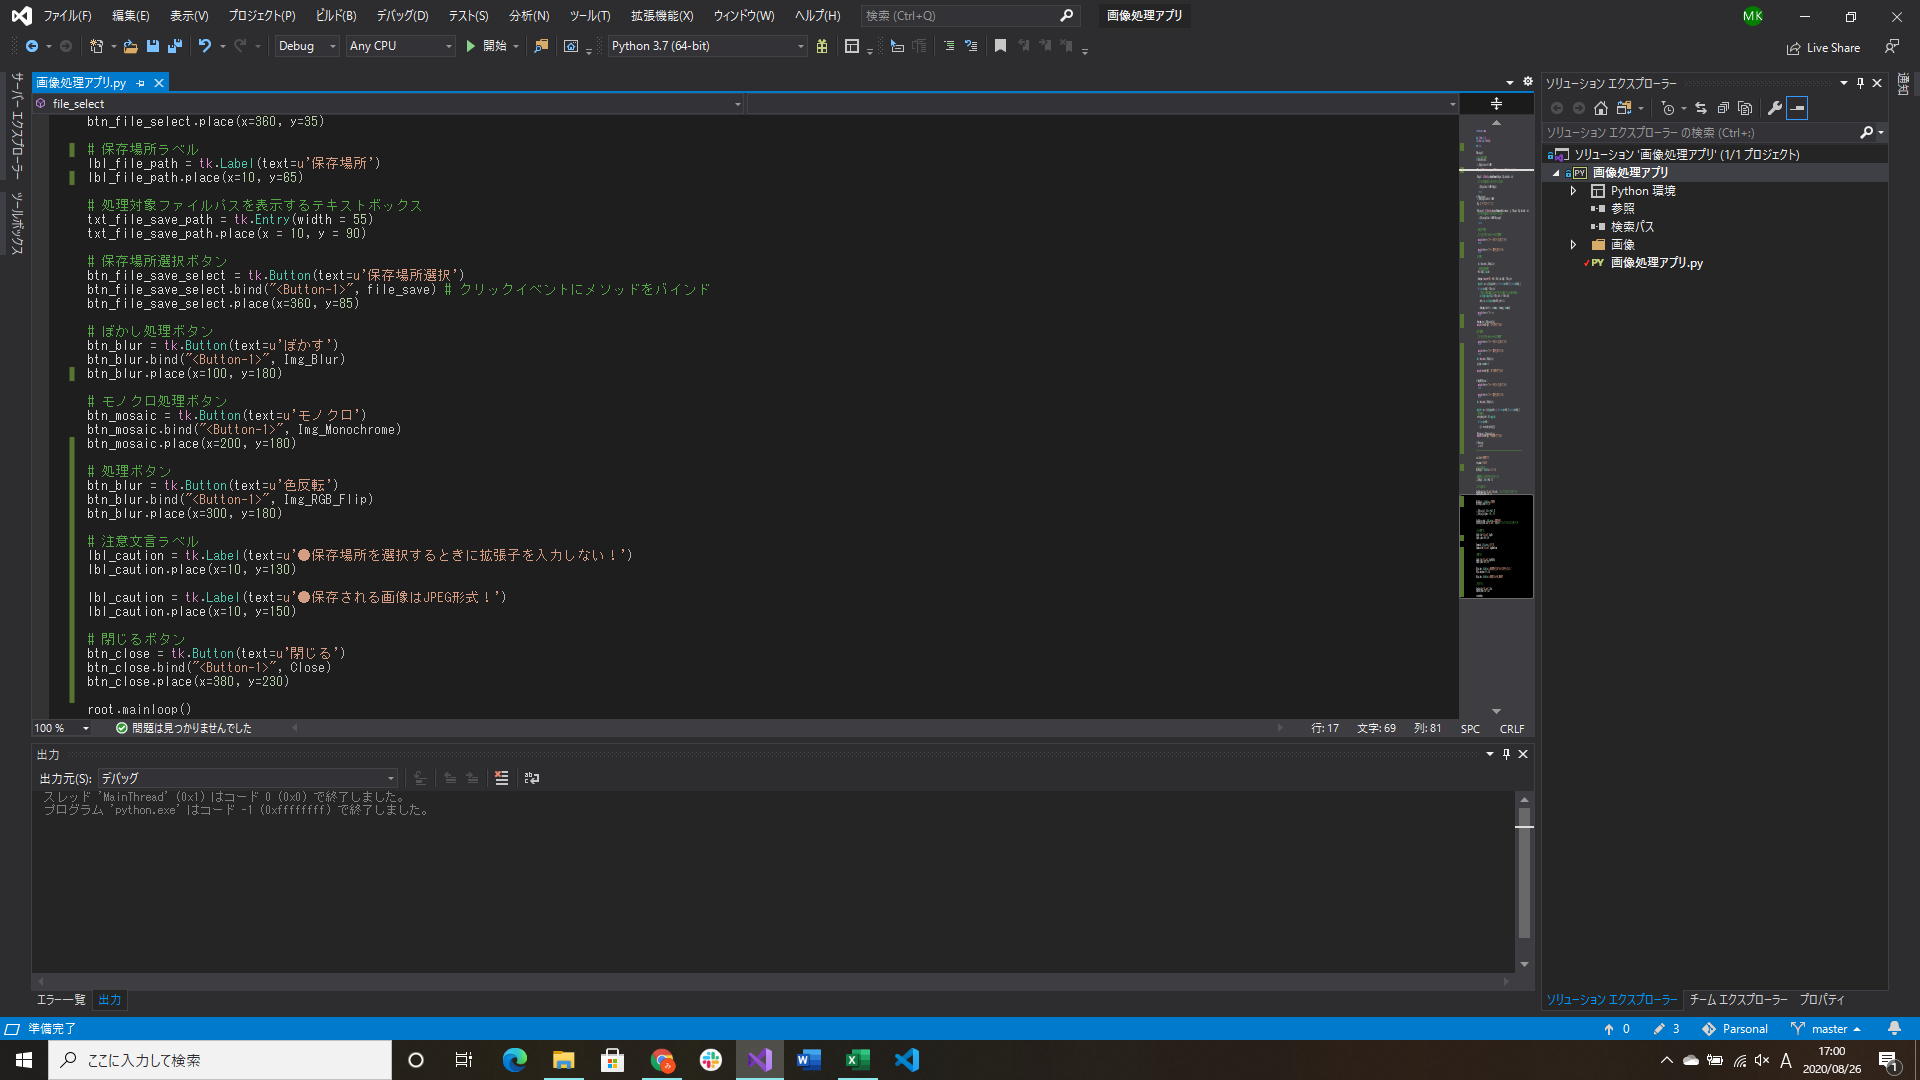 ファイル(F) 編集(E) 表示(V) プロジェクト(P) ビルド(B) デバッグ(D) テスト(S) 分析(N) ツール(T) 拡張機能(X) ウィンドウ(W) ヘルプ(H) 検索 (Ctrl+Q) 画像処理アプリ MK
Debug Any CPU 開始 Python 3.7 (64-bit) Live Share
サーバー エクスプローラー
ツールボックス
画像処理アプリ.py
file_select
btn_file_select.place(x=360, y=35)
# 保存場所ラベル
lbl_file_path = tk.Label(text=u'保存場所')
lbl_file_path.place(x=10, y=65)
# 処理対象ファイルパスを表示するテキストボックス
txt_file_save_path = tk.Entry(width = 55)
txt_file_save_path.place(x = 10, y = 90)
# 保存場所選択ボタン
btn_file_save_select = tk.Button(text=u'保存場所選択')
btn_file_save_select.bind("<Button-1>", file_save) # クリックイベントにメソッドをバインド
btn_file_save_select.place(x=360, y=85)
# ぼかし処理ボタン
btn_blur = tk.Button(text=u'ぼかす')
btn_blur.bind("<Button-1>", Img_Blur)
btn_blur.place(x=100, y=180)
# モノクロ処理ボタン
btn_mosaic = tk.Button(text=u'モノクロ')
btn_mosaic.bind("<Button-1>", Img_Monochrome)
btn_mosaic.place(x=200, y=180)
# 処理ボタン
btn_blur = tk.Button(text=u'色反転')
btn_blur.bind("<Button-1>", Img_RGB_Flip)
btn_blur.place(x=300, y=180)
# 注意文言ラベル
lbl_caution = tk.Label(text=u'●保存場所を選択するときに拡張子を入力しない！')
lbl_caution.place(x=10, y=130)
lbl_caution = tk.Label(text=u'●保存される画像はJPEG形式！')
lbl_caution.place(x=10, y=150)
# 閉じるボタン
btn_close = tk.Button(text=u'閉じる')
btn_close.bind("<Button-1>", Close)
btn_close.place(x=380, y=230)
root.mainloop()
100 % 問題は見つかりませんでした 行: 17 文字: 69 列: 81 SPC CRLF
出力
出力元(S): デバッグ
スレッド 'MainThread' (0x1) はコード 0 (0x0) で終了しました。
プログラム 'python.exe' はコード -1 (0xffffffff) で終了しました。
エラー一覧 出力
ソリューション エクスプローラー
ソリューション エクスプローラー の検索 (Ctrl+:)
ソリューション '画像処理アプリ' (1/1 プロジェクト)
画像処理アプリ
Python 環境
参照
検索パス
画像
画像処理アプリ.py
ソリューション エクスプローラー チーム エクスプローラー プロパティ
通知
準備完了 0 3 Parsonal master
ここに入力して検索
A 17:00
2020/08/26
1